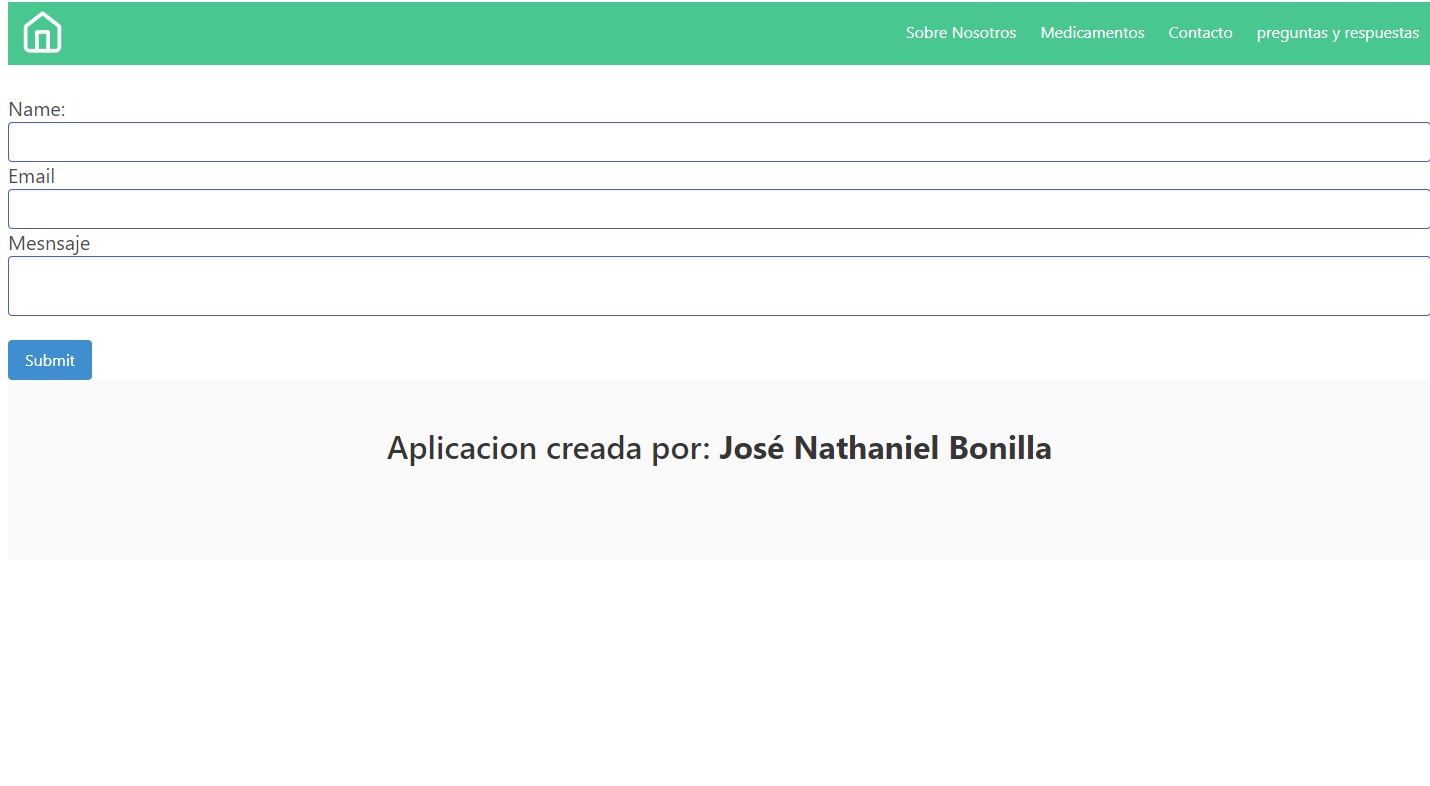 Sobre Nosotros Medicamentos Contacto preguntas y respuestas
Name:
Email
Mesnsaje
Submit
Aplicacion creada por: José Nathaniel Bonilla